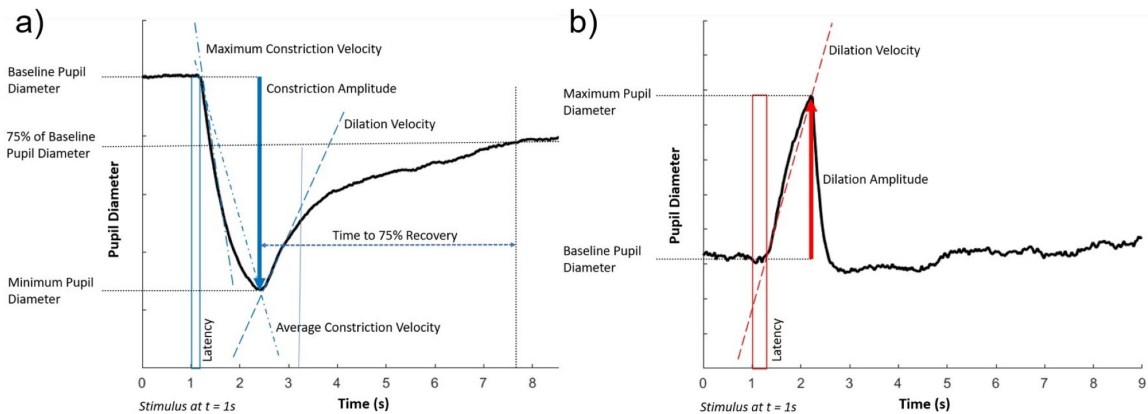 a)
Maximum Constriction Velocity
Baseline Pupil
Diameter
Constriction Amplitude
Dilation Velocity
75% of Baseline
Pupil Diameter
Pupil Diameter
Time to 75% Recovery
Minimum Pupil
Diameter
Average Constriction Velocity
Latency
0 1 2 3 4 5 6 7 8
Stimulus at t = 1s
Time (s)
b)
Dilation Velocity
Maximum Pupil
Diameter
Pupil Diameter
Dilation Amplitude
Baseline Pupil
Diameter
Latency
0 1 2 3 4 5 6 7 8 9
Stimulus at t = 1s
Time (s)